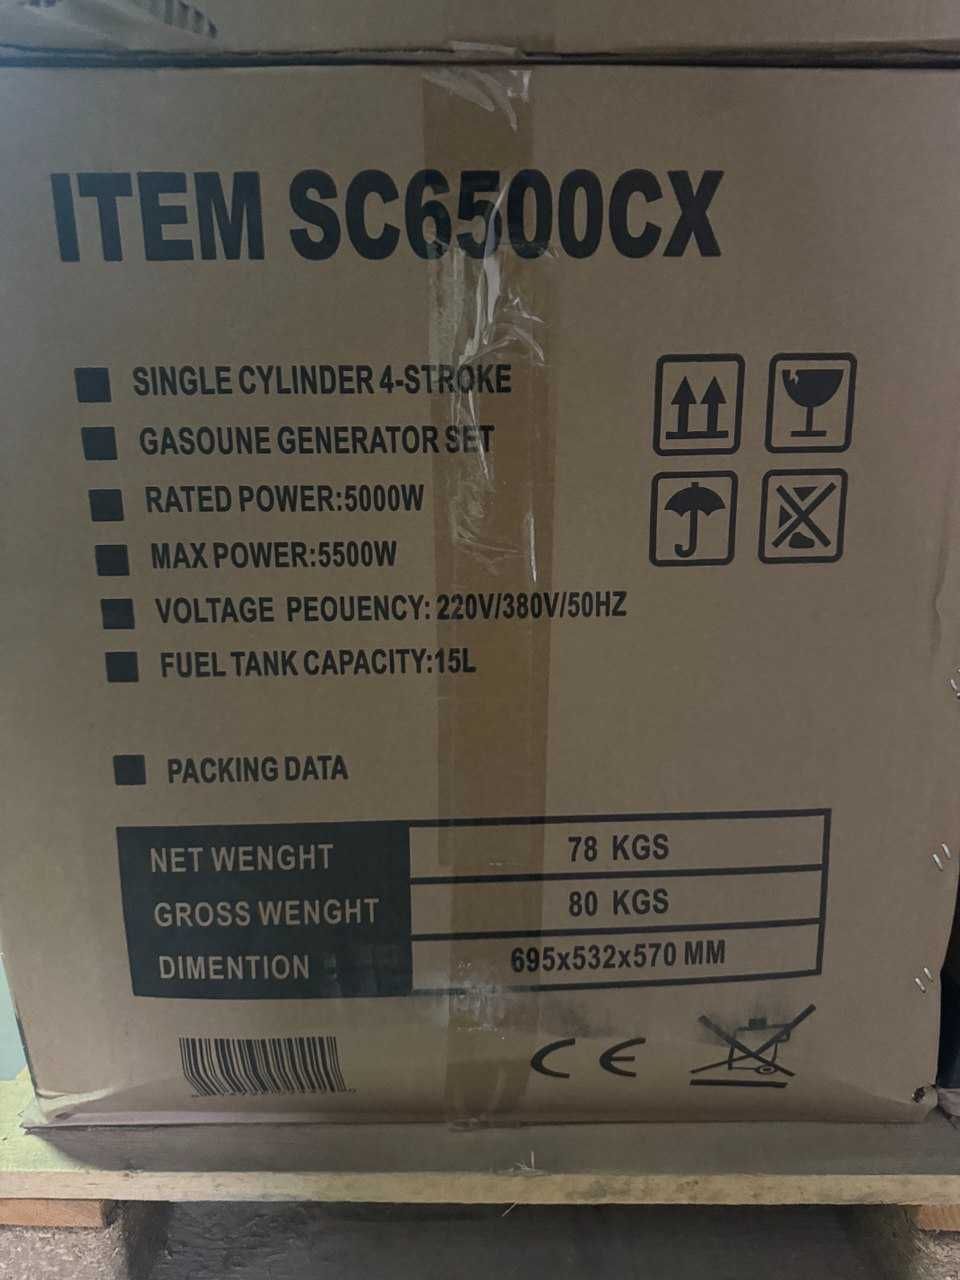 ITEM SC6500CX
SINGLE CYLINDER 4-STROKE
GASOUNE GENERATOR SET
RATED POWER:5000W
MAX POWER:5500W
VOLTAGE PEOUENCY: 220V/380V/50HZ
FUEL TANK CAPACITY:15L
PACKING DATA
NET WENGHT 78 KGS
GROSS WENGHT 80 KGS
DIMENTION 695x532x570 MM
CE